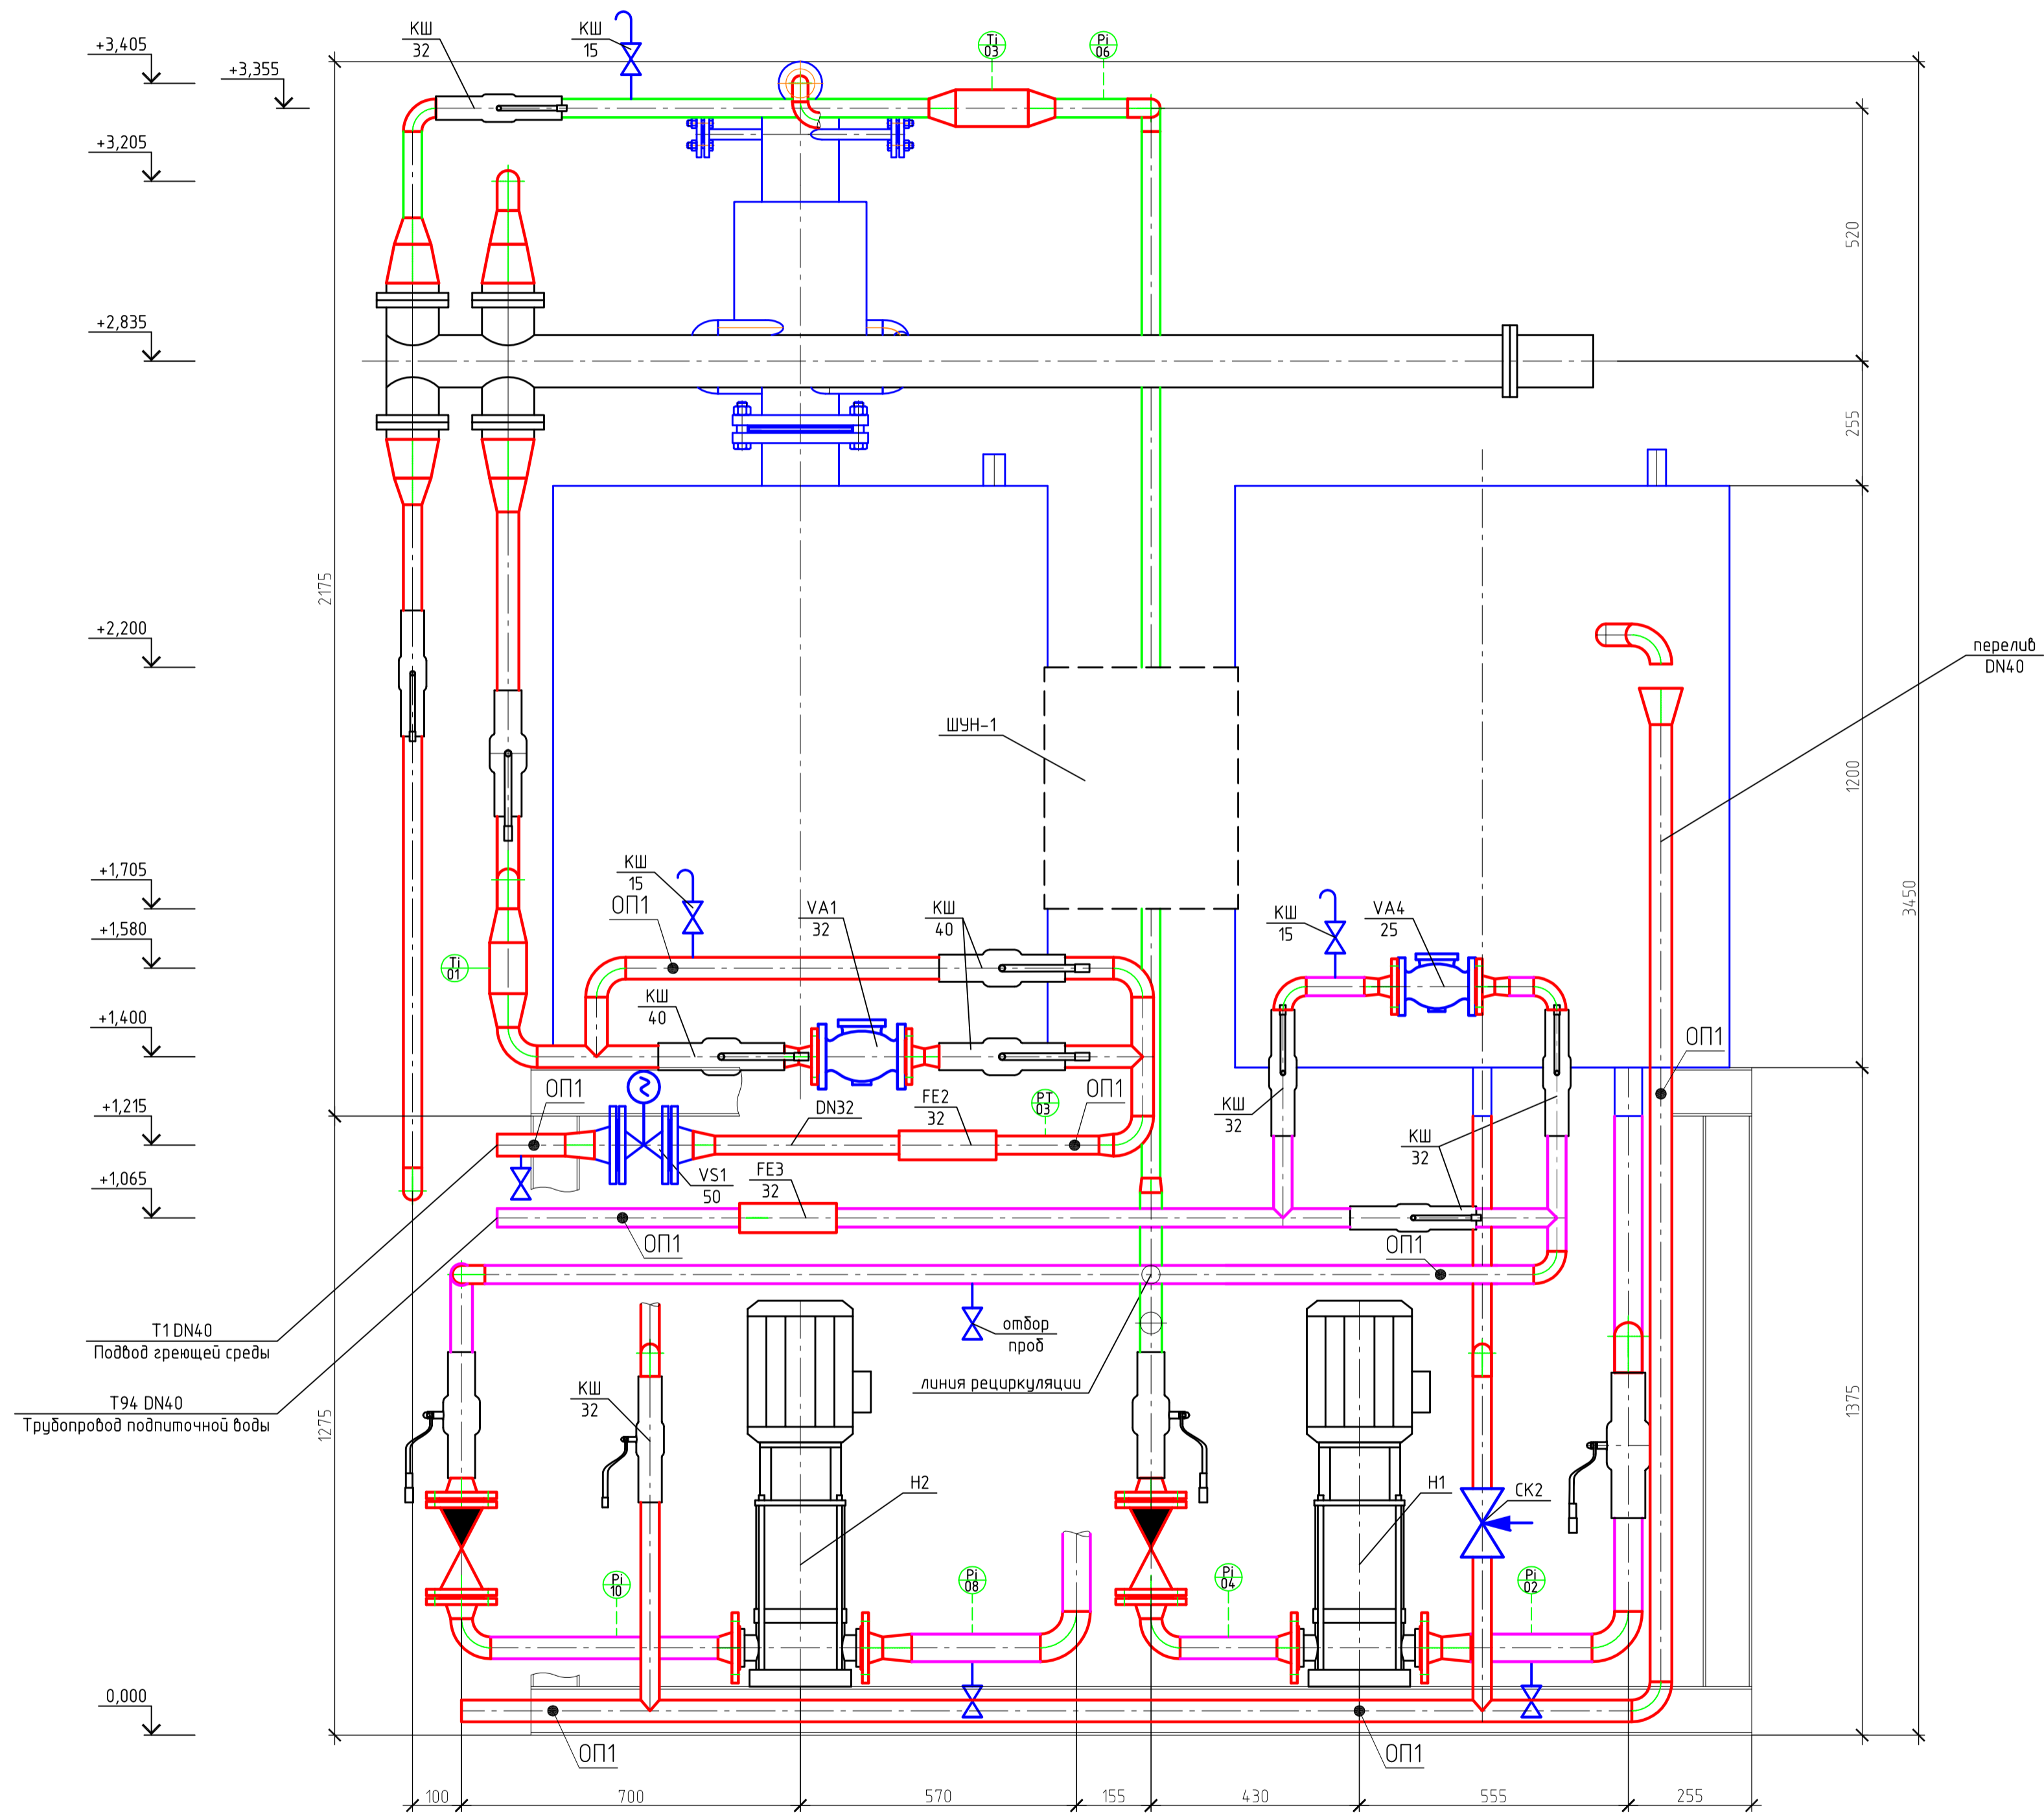 +3,405
+3,355
+3,205
+2,835
+2,200
+1,705
+1,580
+1,400
+1,215
+1,065
0,000
КШ
32
КШ
15
Ti
03
Pi
06
520
255
1200
1375
3450
2175
1275
перелив
DN40
ШУН-1
КШ
15
ОП1
VA1
32
КШ
40
КШ
15
VA4
25
Ti
01
КШ
40
ОП1
ОП1
DN32
FE2
32
PT
03
ОП1
КШ
32
КШ
32
VS1
50
FE3
32
ОП1
ОП1
T1 DN40
Подвод греющей среды
T94 DN40
Трубопровод подпиточной воды
отбор
проб
линия рециркуляции
КШ
32
H2
H1
СК2
Pi
10
Pi
08
Pi
04
Pi
02
ОП1
ОП1
100
700
570
155
430
555
255